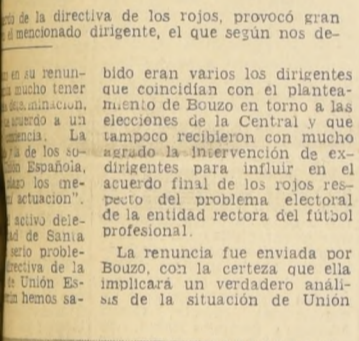 de la directiva de los rojos, provocó gran
mencionado dirigente, el que según nos de-
en su renun-
mucho tener
acuerdo a un
La
de los so-
Española,
los me-
actuación".
activo dele-
de Santa
serio proble-
directiva de la
de Unión Es-
hemos sa-
bido eran varios los dirigentes
que coincidían con el plantea-
miento de Bouzo en torno a las
elecciones de la Central y que
tampoco recibieron con mucho
agrado la intervención de ex-
dirigentes para influir en el
acuerdo final de los rojos res-
pecto del problema electoral
de la entidad rectora del fútbol
profesional.
La renuncia fue enviada por
Bouzo, con la certeza que ella
implicará un verdadero análi-
sis de la situación de Unión